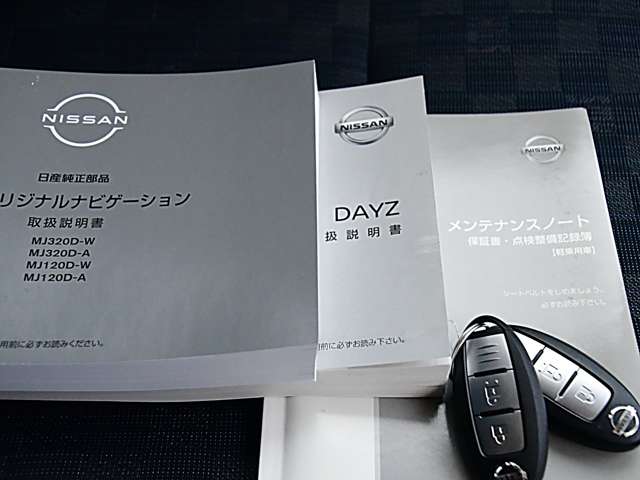 NISSAN
日産純正部品
リジナルナビゲーション
取扱説明書
MJ320D-W
MJ320D-A
MJ120D-W
MJ120D-A
用前に必ずお読みください。
NISSAN
DAYZ
扱説明書
用前に必ずお読み下さい。
NISSAN
メンテナンスノート
保証書・点検整備記録簿
[軽乗用車]
シートベルトをしめましょう。
必ずお読み下さい。